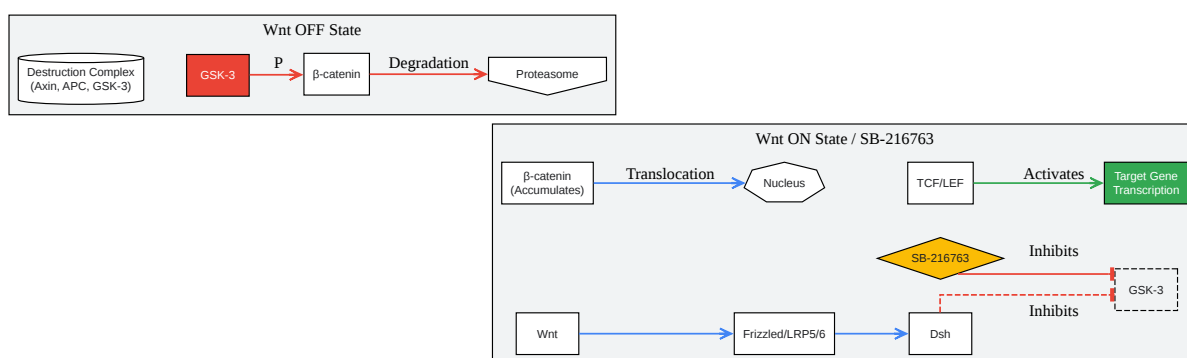 Wnt OFF State
Destruction Complex
(Axin, APC, GSK-3)
GSK-3
P
β-catenin
Degradation
Proteasome
Wnt ON State / SB-216763
β-catenin
(Accumulates)
Translocation
Nucleus
TCF/LEF
Activates
Target Gene
Transcription
SB-216763
Inhibits
GSK-3
Inhibits
Wnt
Frizzled/LRP5/6
Dsh